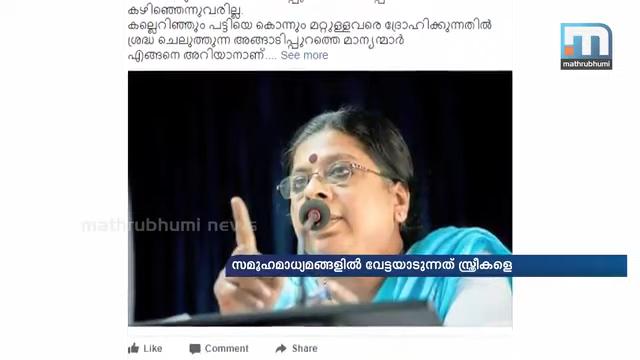 കഴിഞ്ഞെന്നുവരില്ല.
കല്ലെറിഞ്ഞും പട്ടിയെ കൊന്നും മറ്റുള്ളവരെ ദ്രോഹിക്കുന്നതിൽ
ശ്രദ്ധ ചെലുത്തുന്ന അങ്ങാടിപ്പുറത്തെ മാന്യന്മാർ
എങ്ങനെ അറിയാനാണ്.... See more
mathrubhumi
mathrubhumi news
സമൂഹമാധ്യമങ്ങളിൽ വേട്ടയാടുന്നത് സ്ത്രീകളെ
Like Comment Share